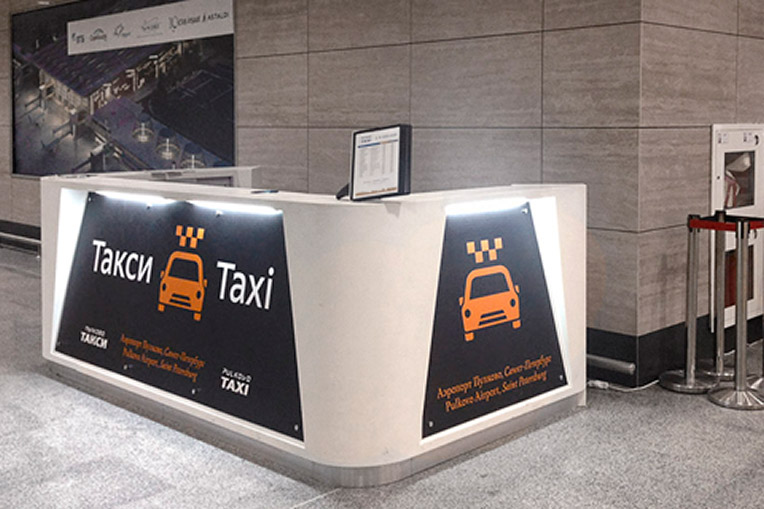 Такси Taxi
ПУЛКОВО
ТАКСИ
Аэропорт Пулково, Санкт-Петербург
Pulkovo Airport, Saint Petersburg
PULKOVO
TAXI
Аэропорт Пулково, Санкт-Петербург
Pulkovo Airport, Saint Petersburg